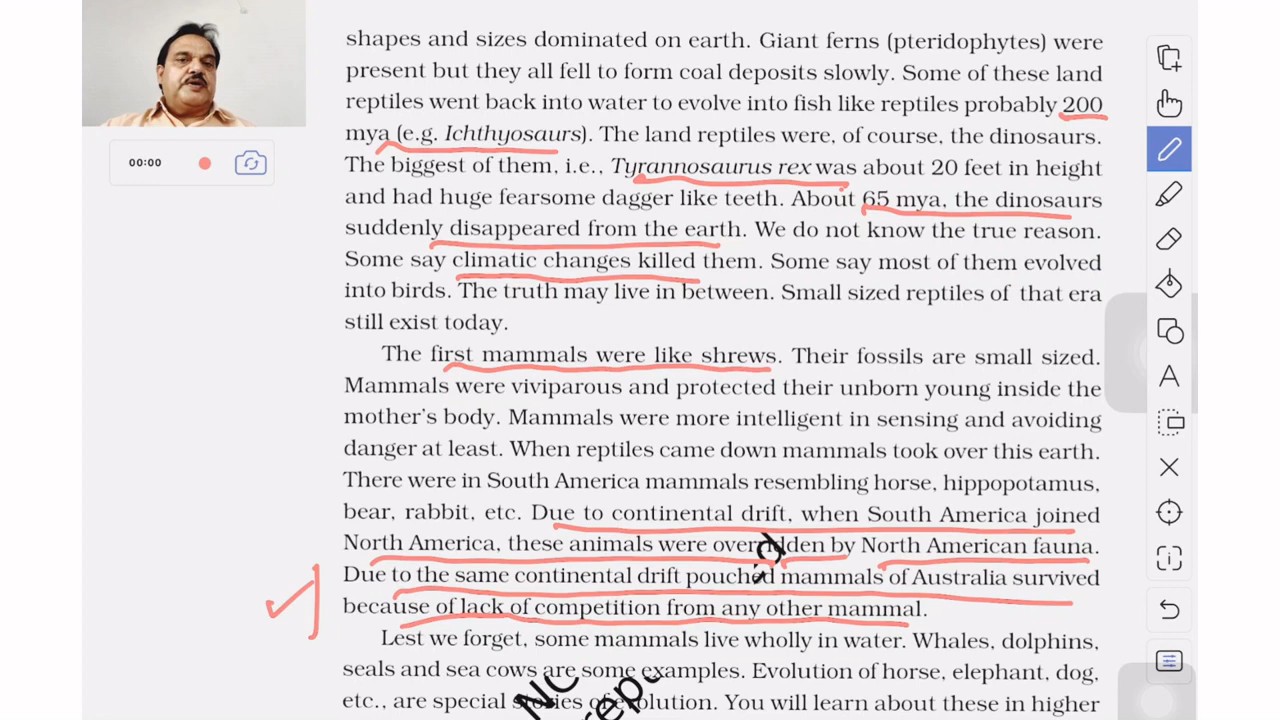 shapes and sizes dominated on earth. Giant ferns (pteridophytes) were
present but they all fell to form coal deposits slowly. Some of these land
reptiles went back into water to evolve into fish like reptiles probably 200
mya (e.g. Ichthyosaurs). The land reptiles were, of course, the dinosaurs.
The biggest of them, i.e., Tyrannosaurus rex was about 20 feet in height
and had huge fearsome dagger like teeth. About 65 mya, the dinosaurs
suddenly disappeared from the earth. We do not know the true reason.
Some say climatic changes killed them. Some say most of them evolved
into birds. The truth may live in between. Small sized reptiles of that era
still exist today.
The first mammals were like shrews. Their fossils are small sized.
Mammals were viviparous and protected their unborn young inside the
mother's body. Mammals were more intelligent in sensing and avoiding
danger at least. When reptiles came down mammals took over this earth.
There were in South America mammals resembling horse, hippopotamus,
bear, rabbit, etc. Due to continental drift, when South America joined
North America, these animals were overridden by North American fauna.
Due to the same continental drift pouched mammals of Australia survived
because of lack of competition from any other mammal.
Lest we forget, some mammals live wholly in water. Whales, dolphins,
seals and sea cows are some examples. Evolution of horse, elephant, dog,
etc., are special stories of evolution. You will learn about these in higher
00:00
A